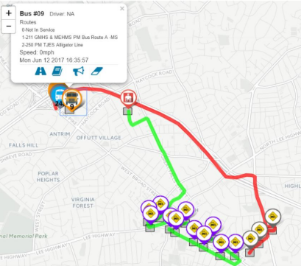 +
−
Bus #09 Driver: NA
×
Routes
0-Not In Service
1-211 GMHS & MEHMS PM Bus Route A MS
2-250 PM TJES Alligator Line
Speed: 0mph
Mon Jun 12 2017 16:35:57
ANTRIM
OFFUTT VILLAGE
FALLS HILL
POPLAR
HEIGHTS
VIRGINIA
FOREST
HIGHL
nal Memorial Park